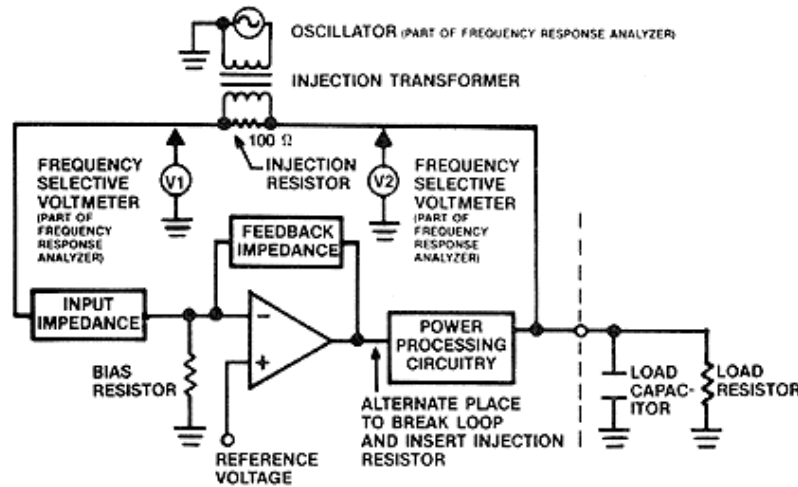 OSCILLATOR (PART OF FREQUENCY RESPONSE ANALYZER)
INJECTION TRANSFORMER
100 Ω
INJECTION
RESISTOR
FREQUENCY
SELECTIVE
VOLTMETER
(PART OF
FREQUENCY
RESPONSE
ANALYZER)
V1
V2
FREQUENCY
SELECTIVE
VOLTMETER
(PART OF
FREQUENCY
RESPONSE
ANALYZER)
FEEDBACK
IMPEDANCE
INPUT
IMPEDANCE
BIAS
RESISTOR
−
+
REFERENCE
VOLTAGE
POWER
PROCESSING
CIRCUITRY
ALTERNATE PLACE
TO BREAK LOOP
AND INSERT INJECTION
RESISTOR
LOAD
CAPAC-
ITOR
LOAD
RESISTOR